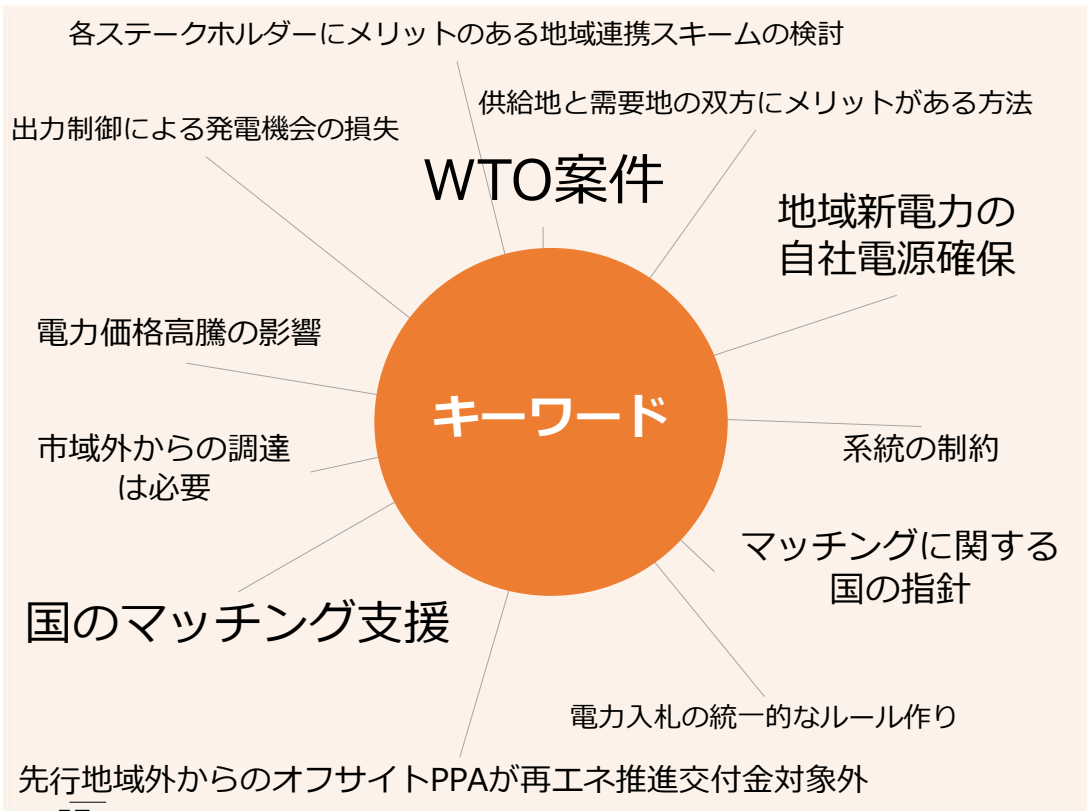 各ステークホルダーにメリットのある地域連携スキームの検討
供給地と需要地の双方にメリットがある方法
出力制御による発電機会の損失
WTO案件
地域新電力の
自社電源確保
電力価格高騰の影響
キーワード
市域外からの調達
は必要
系統の制約
マッチングに関する
国の指針
国のマッチング支援
電力入札の統一的なルール作り
先行地域外からのオフサイトPPAが再エネ推進交付金対象外